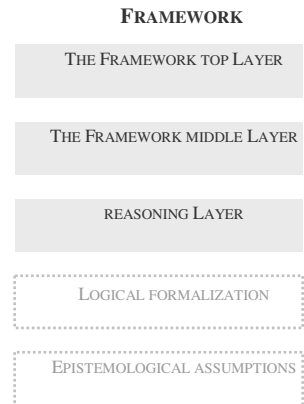 FRAMEWORK
THE FRAMEWORK TOP LAYER
THE FRAMEWORK MIDDLE LAYER
REASONING LAYER
LOGICAL FORMALIZATION
EPISTEMOLOGICAL ASSUMPTIONS